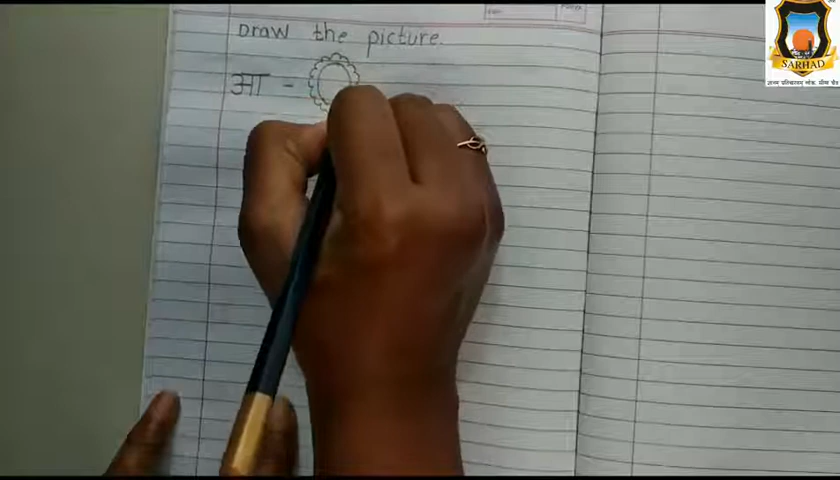 Draw the picture.
आ -
SARHAD